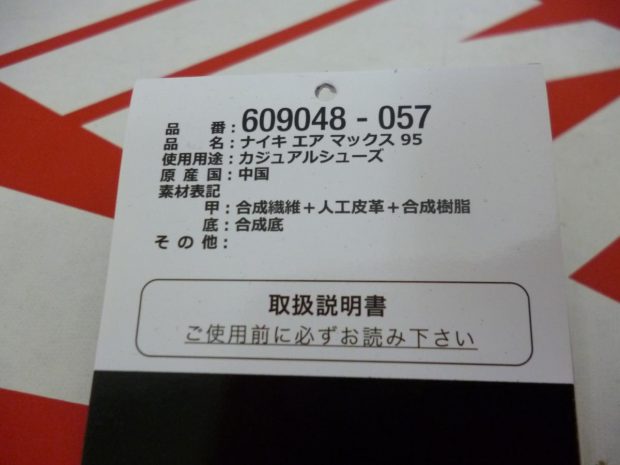 品番：609048 - 057
品名：ナイキ エア マックス 95
使用用途：カジュアルシューズ
原産国：中国
素材表記
甲：合成繊維＋人工皮革＋合成樹脂
底：合成底
その他：
取扱説明書
ご使用前に必ずお読み下さい